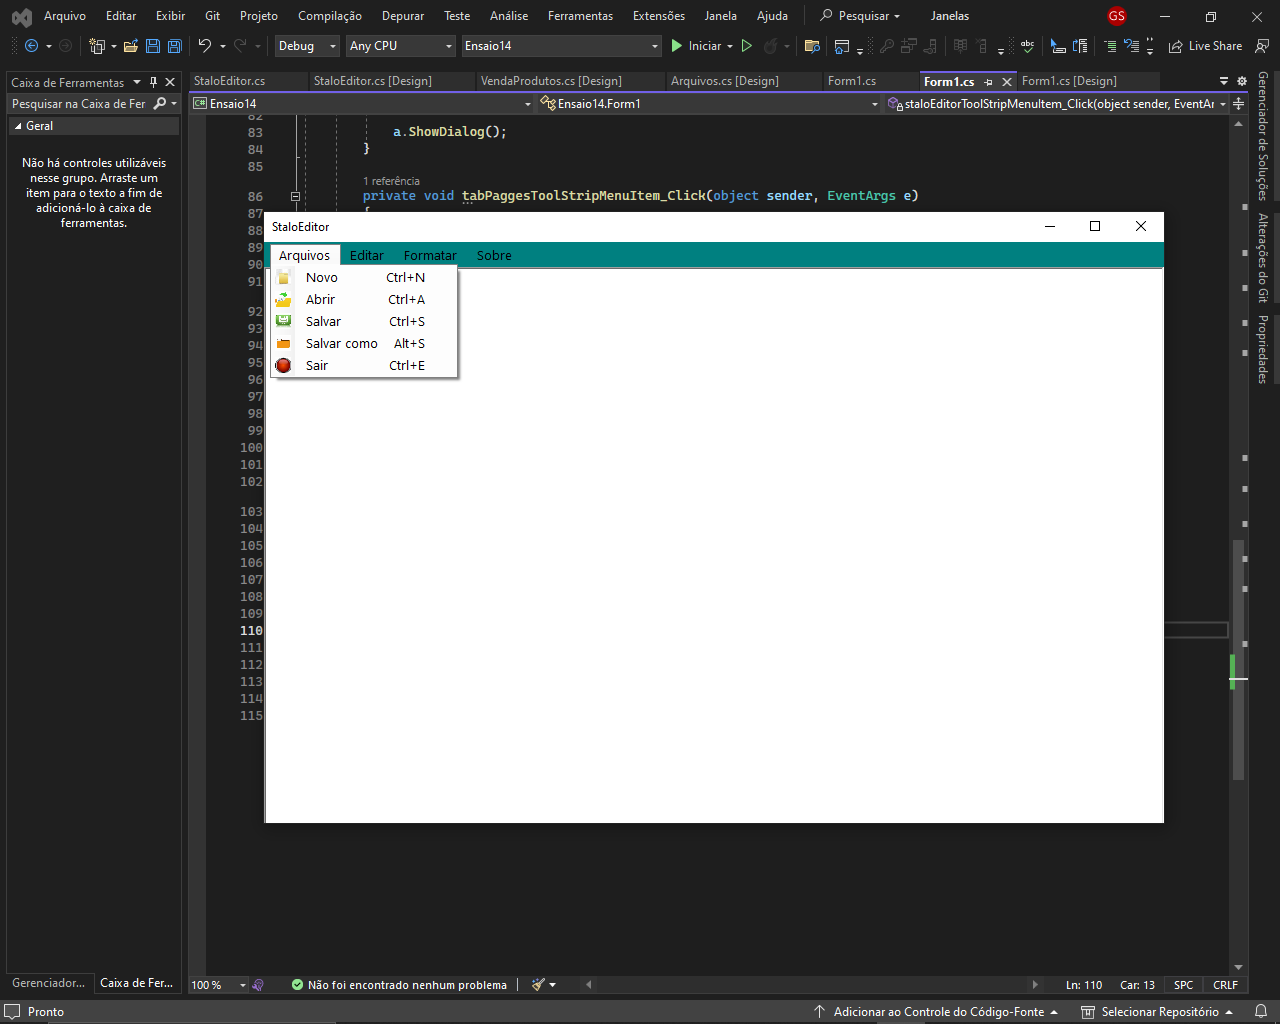 Arquivo Editar Exibir Git Projeto Compilação Depurar Teste Análise Ferramentas Extensões Janela Ajuda Pesquisar Janelas GS
Debug Any CPU Ensaio14 Iniciar abc Live Share
Caixa de Ferramentas
StaloEditor.cs StaloEditor.cs [Design] VendaProdutos.cs [Design] Arquivos.cs [Design] Form1.cs Form1.cs Form1.cs [Design]
Pesquisar na Caixa de Fer
C# Ensaio14 Ensaio14.Form1 staloEditorToolStripMenuItem_Click(object sender, EventAr
Geral
Não há controles utilizáveis
nesse grupo. Arraste um
item para o texto a fim de
adicioná-lo à caixa de
ferramentas.
82
83 a.ShowDialog();
84 }
85
1 referência
86 private void tabPaggesToolStripMenuItem_Click(object sender, EventArgs e)
87 {
88
89
90
91
92
93
94
95
96
97
98
99
100
101
102
103
104
105
106
107
108
109
110
111
112
113
114
115
StaloEditor
Arquivos Editar Formatar Sobre
Novo Ctrl+N
Abrir Ctrl+A
Salvar Ctrl+S
Salvar como Alt+S
Sair Ctrl+E
Gerenciador de Soluções
Alterações do Git
Propriedades
Gerenciador... Caixa de Fer...
100 % Não foi encontrado nenhum problema Ln: 110 Car: 13 SPC CRLF
Pronto Adicionar ao Controle do Código-Fonte Selecionar Repositório